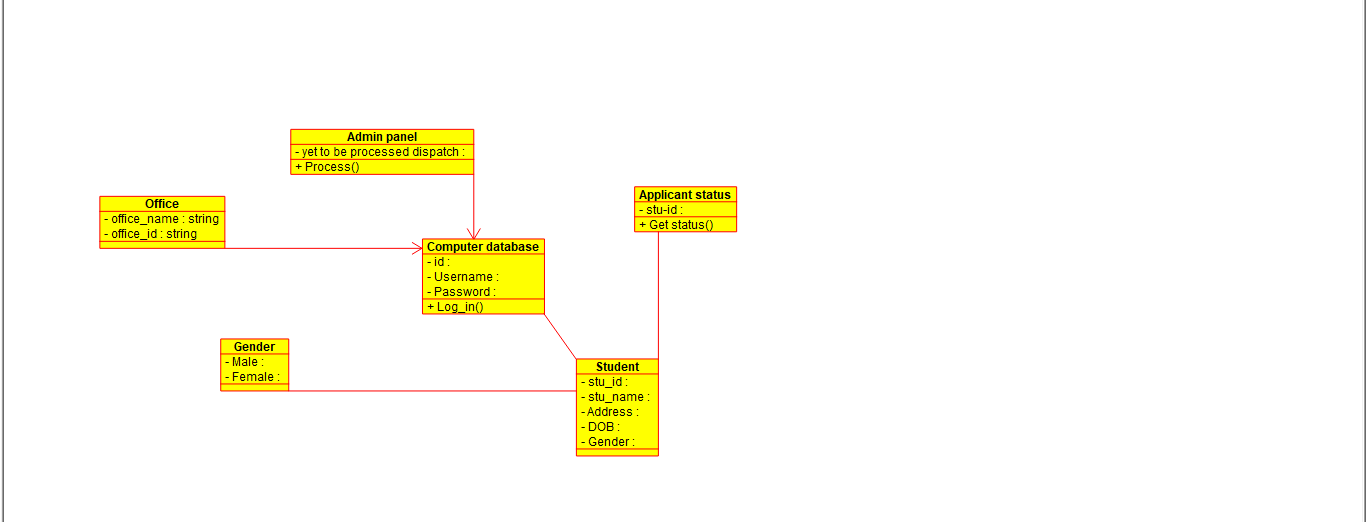 Admin panel
- yet to be processed dispatch :
+ Process()
Office
- office_name : string
- office_id : string
Applicant status
- stu-id :
+ Get status()
Computer database
- id :
- Username :
- Password :
+ Log_in()
Gender
- Male :
- Female :
Student
- stu_id :
- stu_name :
- Address :
- DOB :
- Gender :